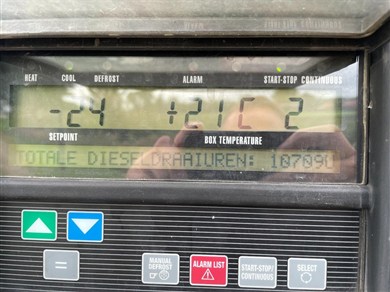 HEAT COOL DEFROST ALARM START-STOP CONTINUOUS
-24 +21C 2
SETPOINT BOX TEMPERATURE
TOTALE DIESELDRAAIUREN:
MANUAL DEFROST
ALARM LIST
START-STOP/ CONTINUOUS
SELECT
=